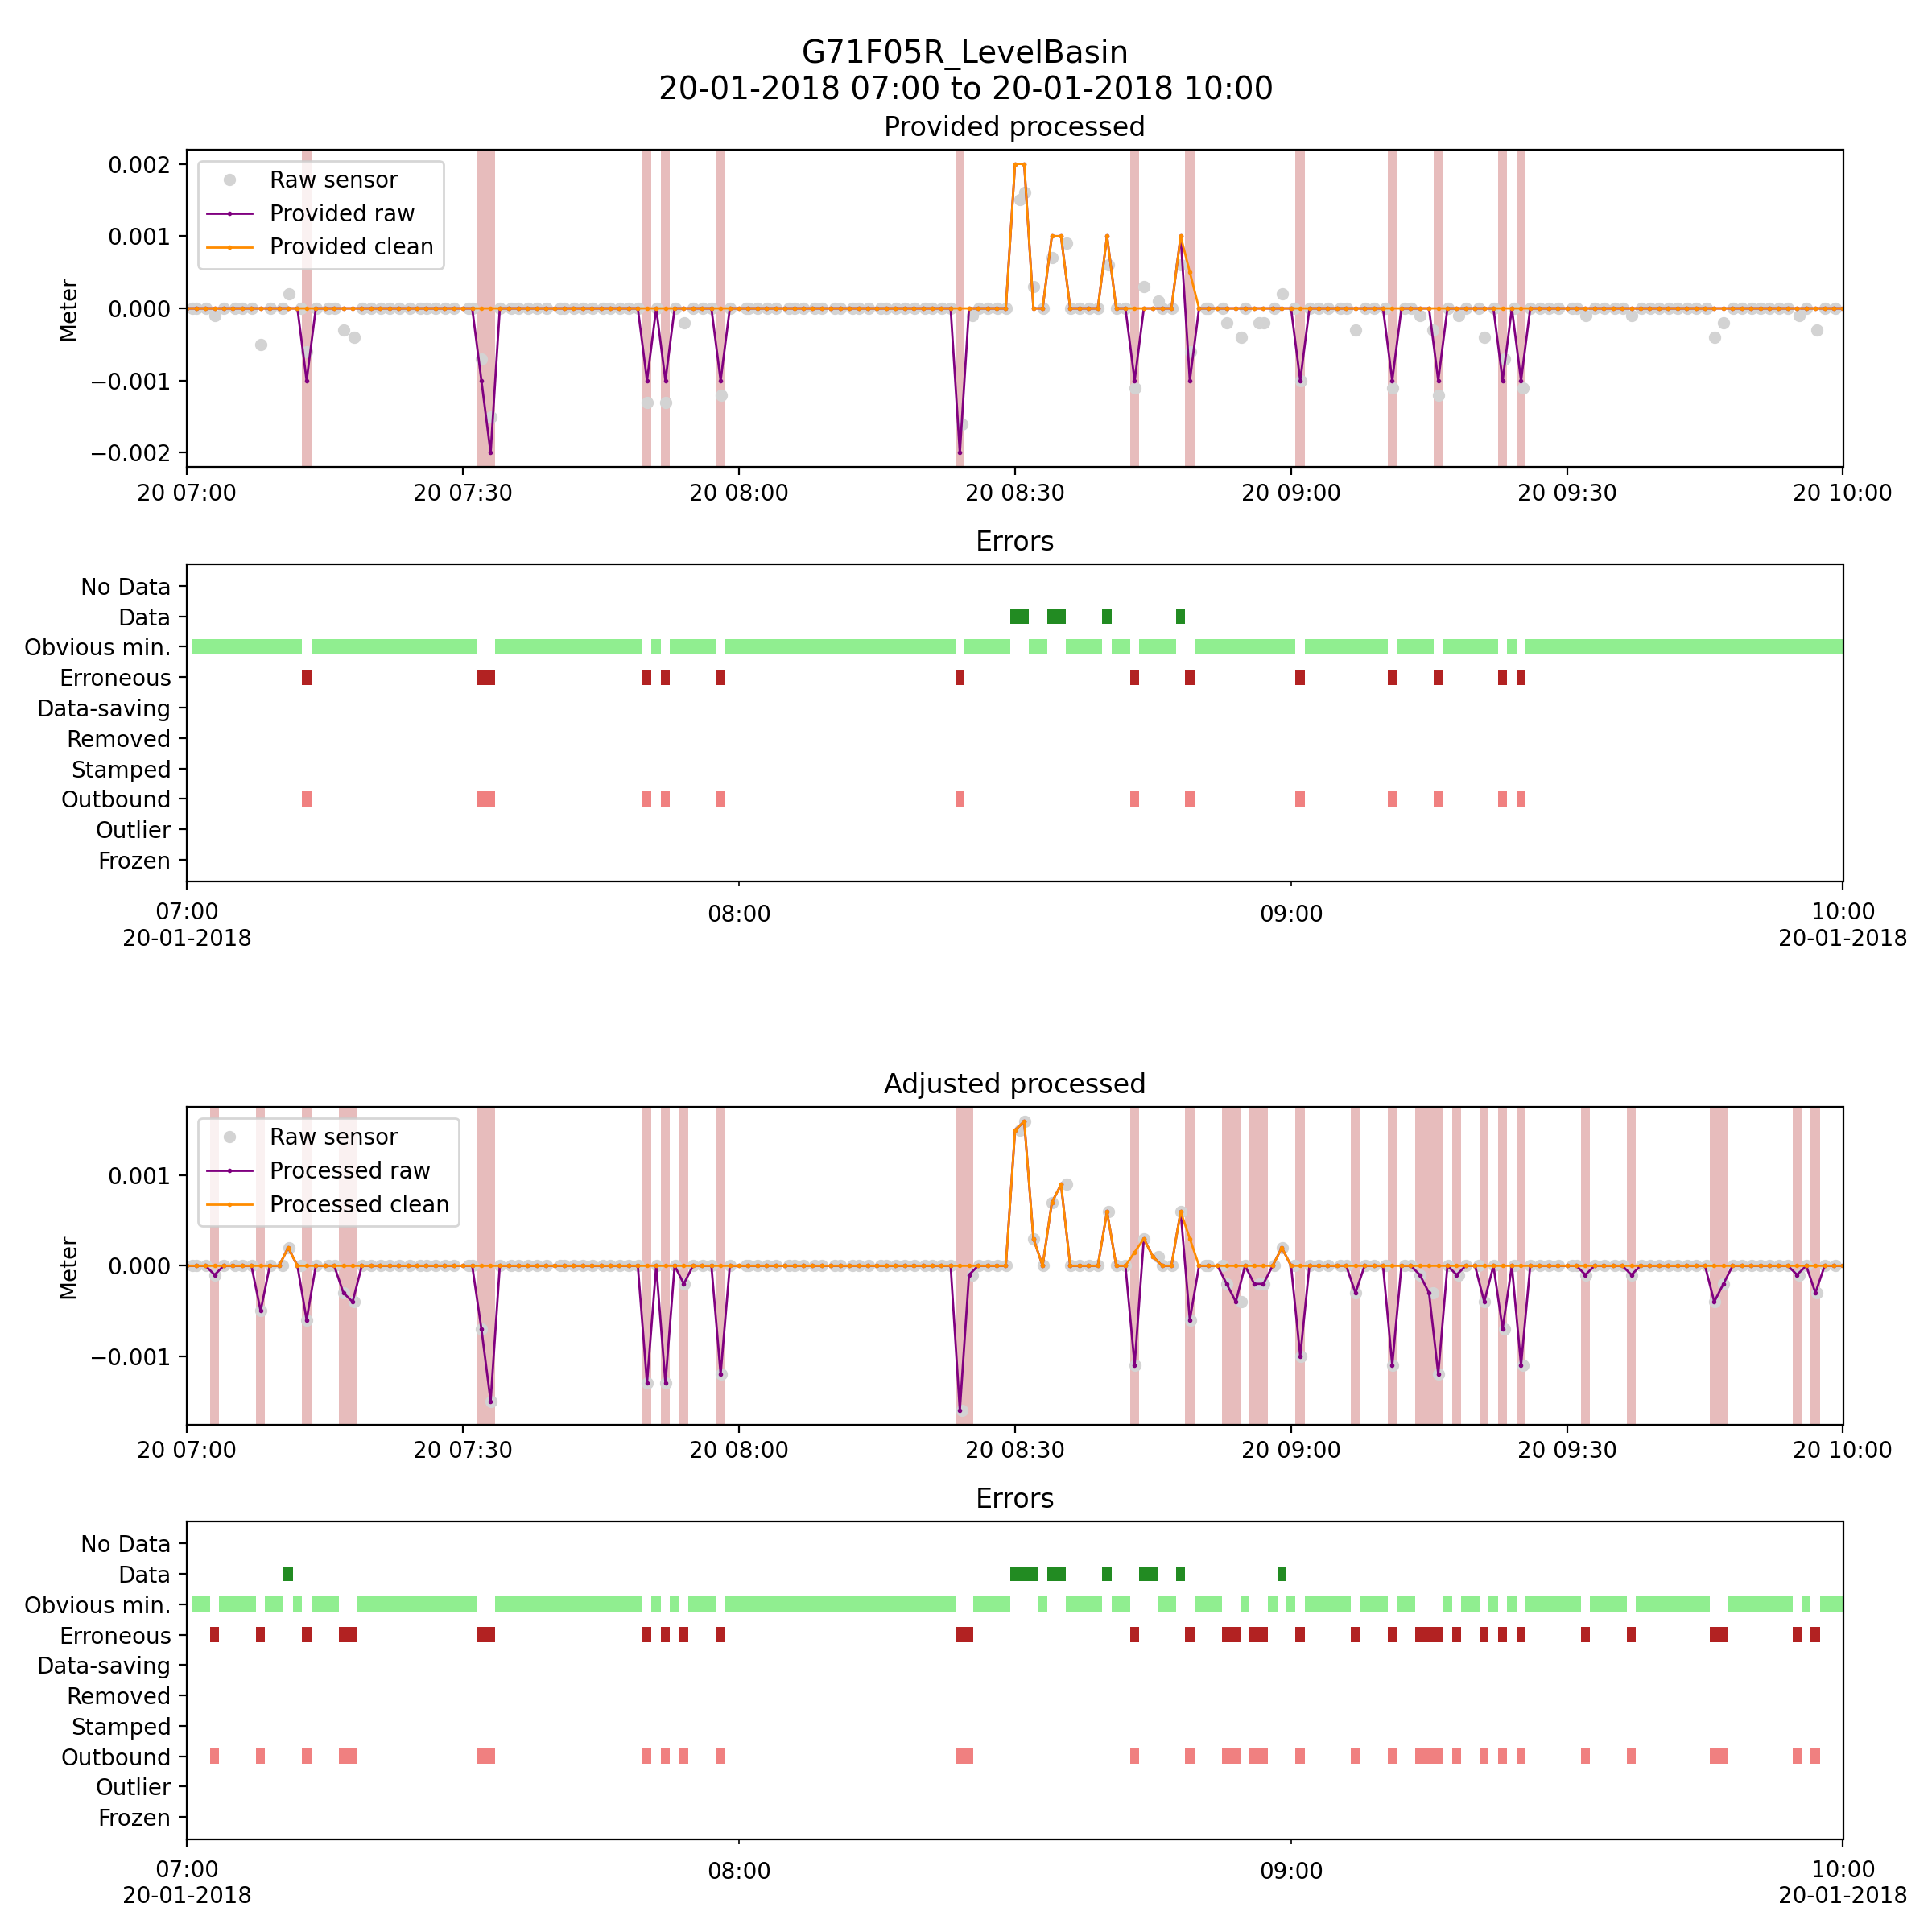 G71F05R_LevelBasin
20-01-2018 07:00 to 20-01-2018 10:00
Provided processed
Raw sensor
Provided raw
Provided clean
Meter
0.002
0.001
0.000
−0.001
−0.002
20 07:00 20 07:30 20 08:00 20 08:30 20 09:00 20 09:30 20 10:00
Errors
No Data
Data
Obvious min.
Erroneous
Data-saving
Removed
Stamped
Outbound
Outlier
Frozen
07:00 08:00 09:00 10:00
20-01-2018 20-01-2018
Adjusted processed
Raw sensor
Processed raw
Processed clean
Meter
0.001
0.000
−0.001
20 07:00 20 07:30 20 08:00 20 08:30 20 09:00 20 09:30 20 10:00
Errors
No Data
Data
Obvious min.
Erroneous
Data-saving
Removed
Stamped
Outbound
Outlier
Frozen
07:00 08:00 09:00 10:00
20-01-2018 20-01-2018